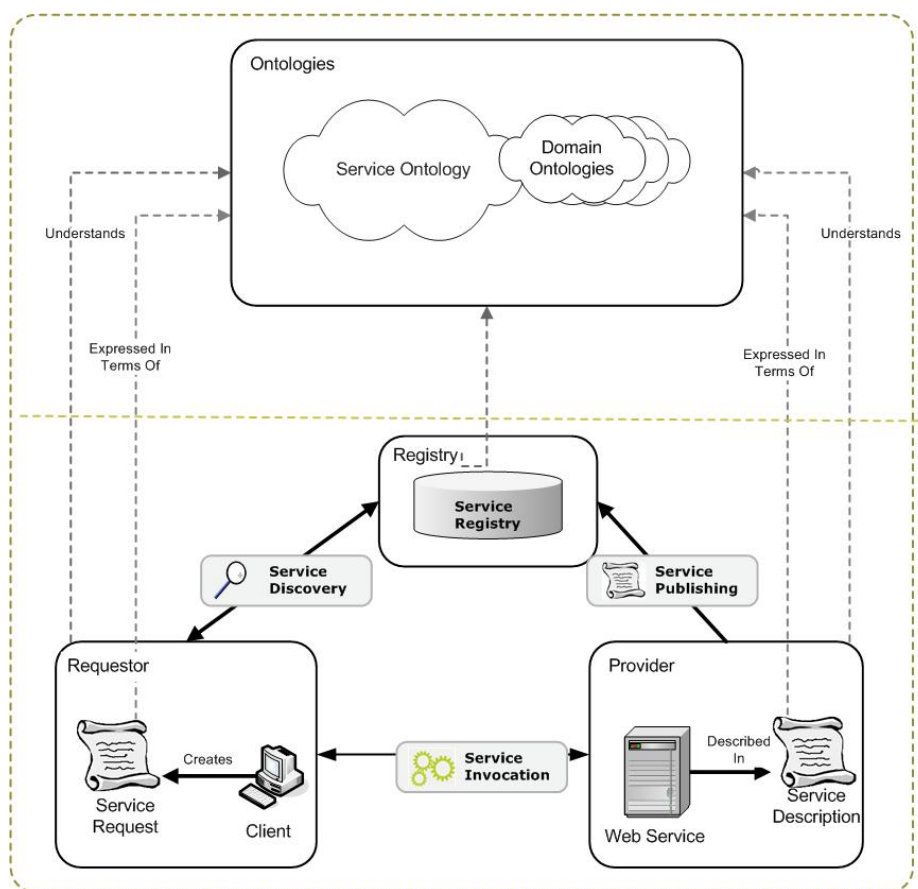 Ontologies
Service Ontology
Domain
Ontologies
Understands
Understands
Expressed In
Terms Of
Expressed In
Terms Of
Registry
Service
Registry
Service
Discovery
Service
Publishing
Requestor
Provider
Creates
Service
Request
Client
Service
Invocation
Described
In
Web Service
Service
Description